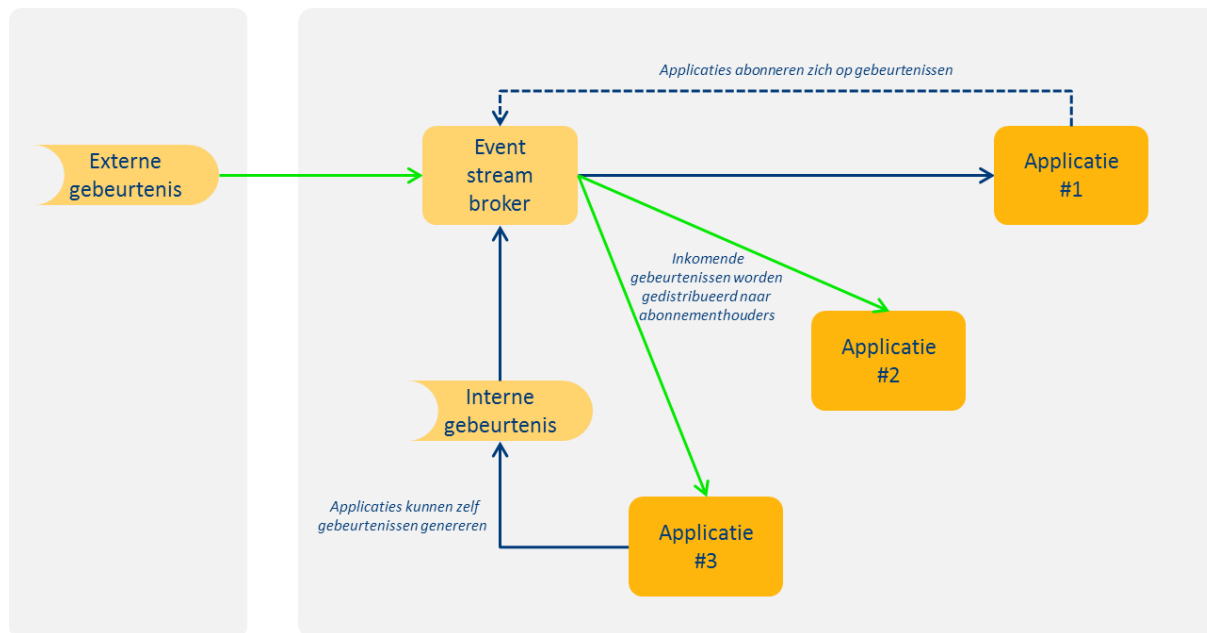 Applicaties abonneren zich op gebeurtenissen
Externe
gebeurtenis
Event
stream
broker
Applicatie
#1
Inkomende
gebeurtenissen worden
gedistribueerd naar
abonnementhouders
Applicatie
#2
Interne
gebeurtenis
Applicaties kunnen zelf
gebeurtenissen genereren
Applicatie
#3